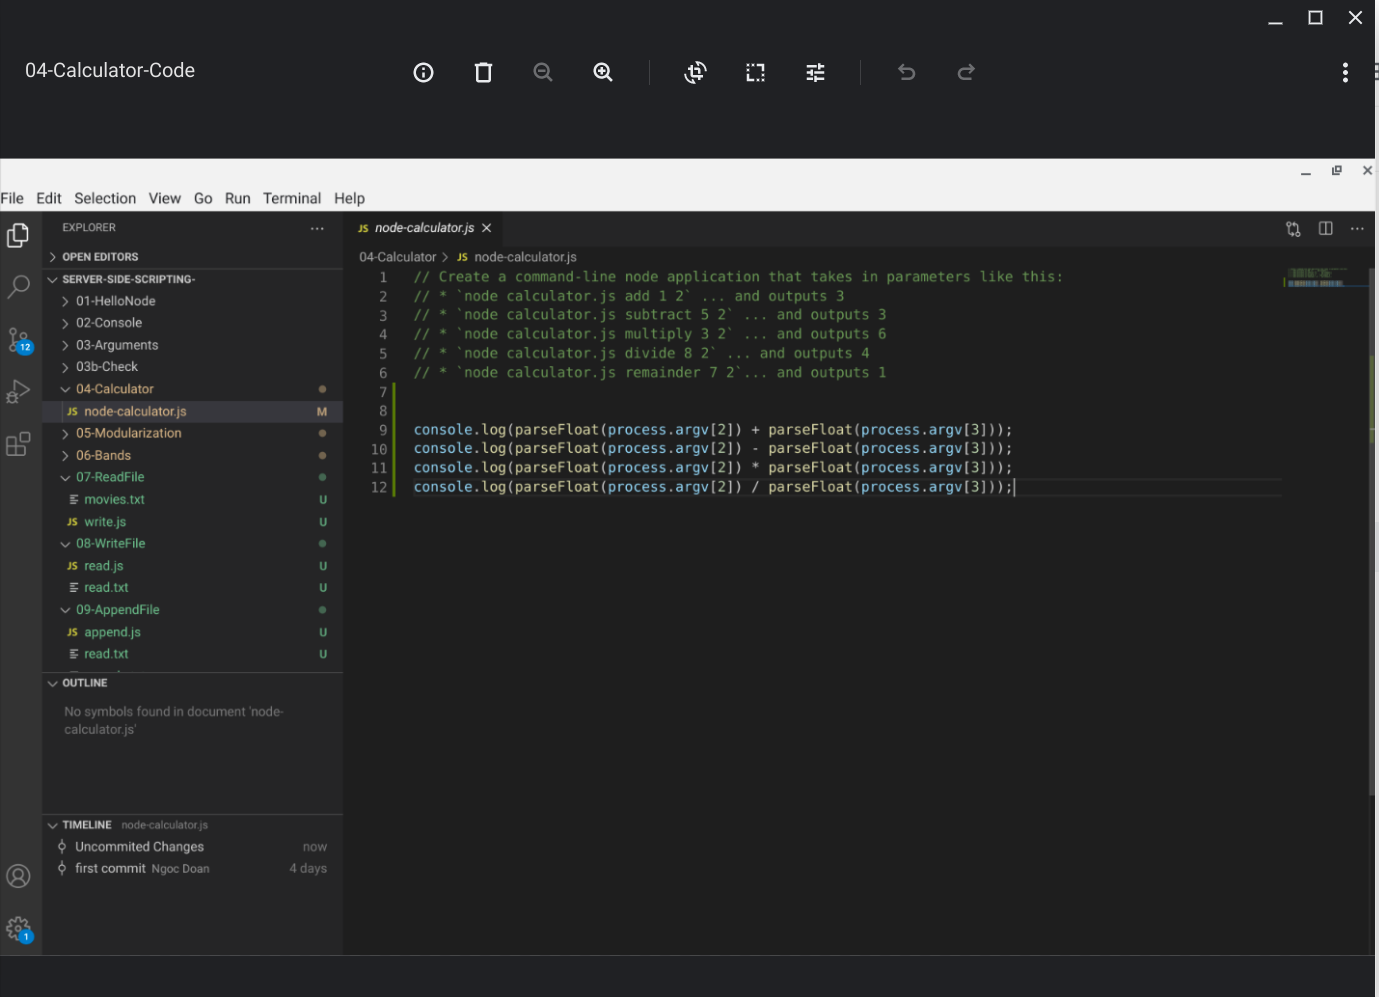 04-Calculator-Code
File Edit Selection View Go Run Terminal Help
EXPLORER
OPEN EDITORS
SERVER-SIDE-SCRIPTING-
01-HelloNode
02-Console
03-Arguments
03b-Check
04-Calculator
JS node-calculator.js M
05-Modularization
06-Bands
07-ReadFile
movies.txt U
JS write.js U
08-WriteFile
JS read.js U
read.txt U
09-AppendFile
JS append.js U
read.txt U
OUTLINE
No symbols found in document 'node-
calculator.js'
TIMELINE node-calculator.js
Uncommited Changes now
first commit Ngoc Doan 4 days
12
1
JS node-calculator.js
04-Calculator > JS node-calculator.js
1 // Create a command-line node application that takes in parameters like this:
2 // * `node calculator.js add 1 2` ... and outputs 3
3 // * `node calculator.js subtract 5 2` ... and outputs 3
4 // * `node calculator.js multiply 3 2` ... and outputs 6
5 // * `node calculator.js divide 8 2` ... and outputs 4
6 // * `node calculator.js remainder 7 2`... and outputs 1
7
8
9 console.log(parseFloat(process.argv[2]) + parseFloat(process.argv[3]));
10 console.log(parseFloat(process.argv[2]) - parseFloat(process.argv[3]));
11 console.log(parseFloat(process.argv[2]) * parseFloat(process.argv[3]));
12 console.log(parseFloat(process.argv[2]) / parseFloat(process.argv[3]));